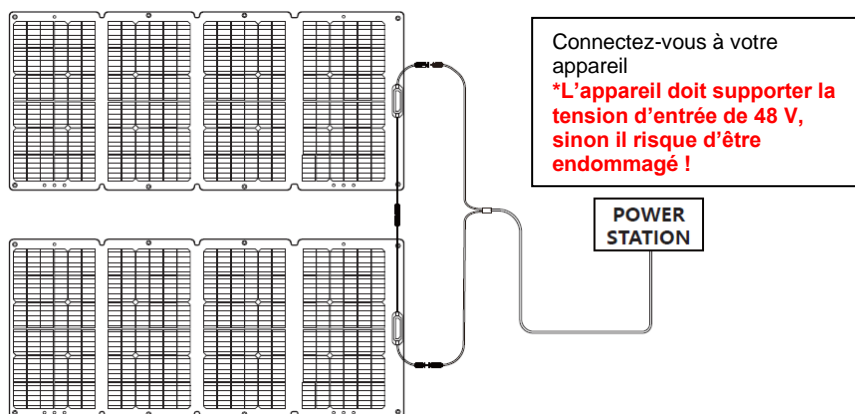 Connectez-vous à votre
appareil
*L’appareil doit supporter la
tension d’entrée de 48 V,
sinon il risque d’être
endommagé !
POWER
STATION